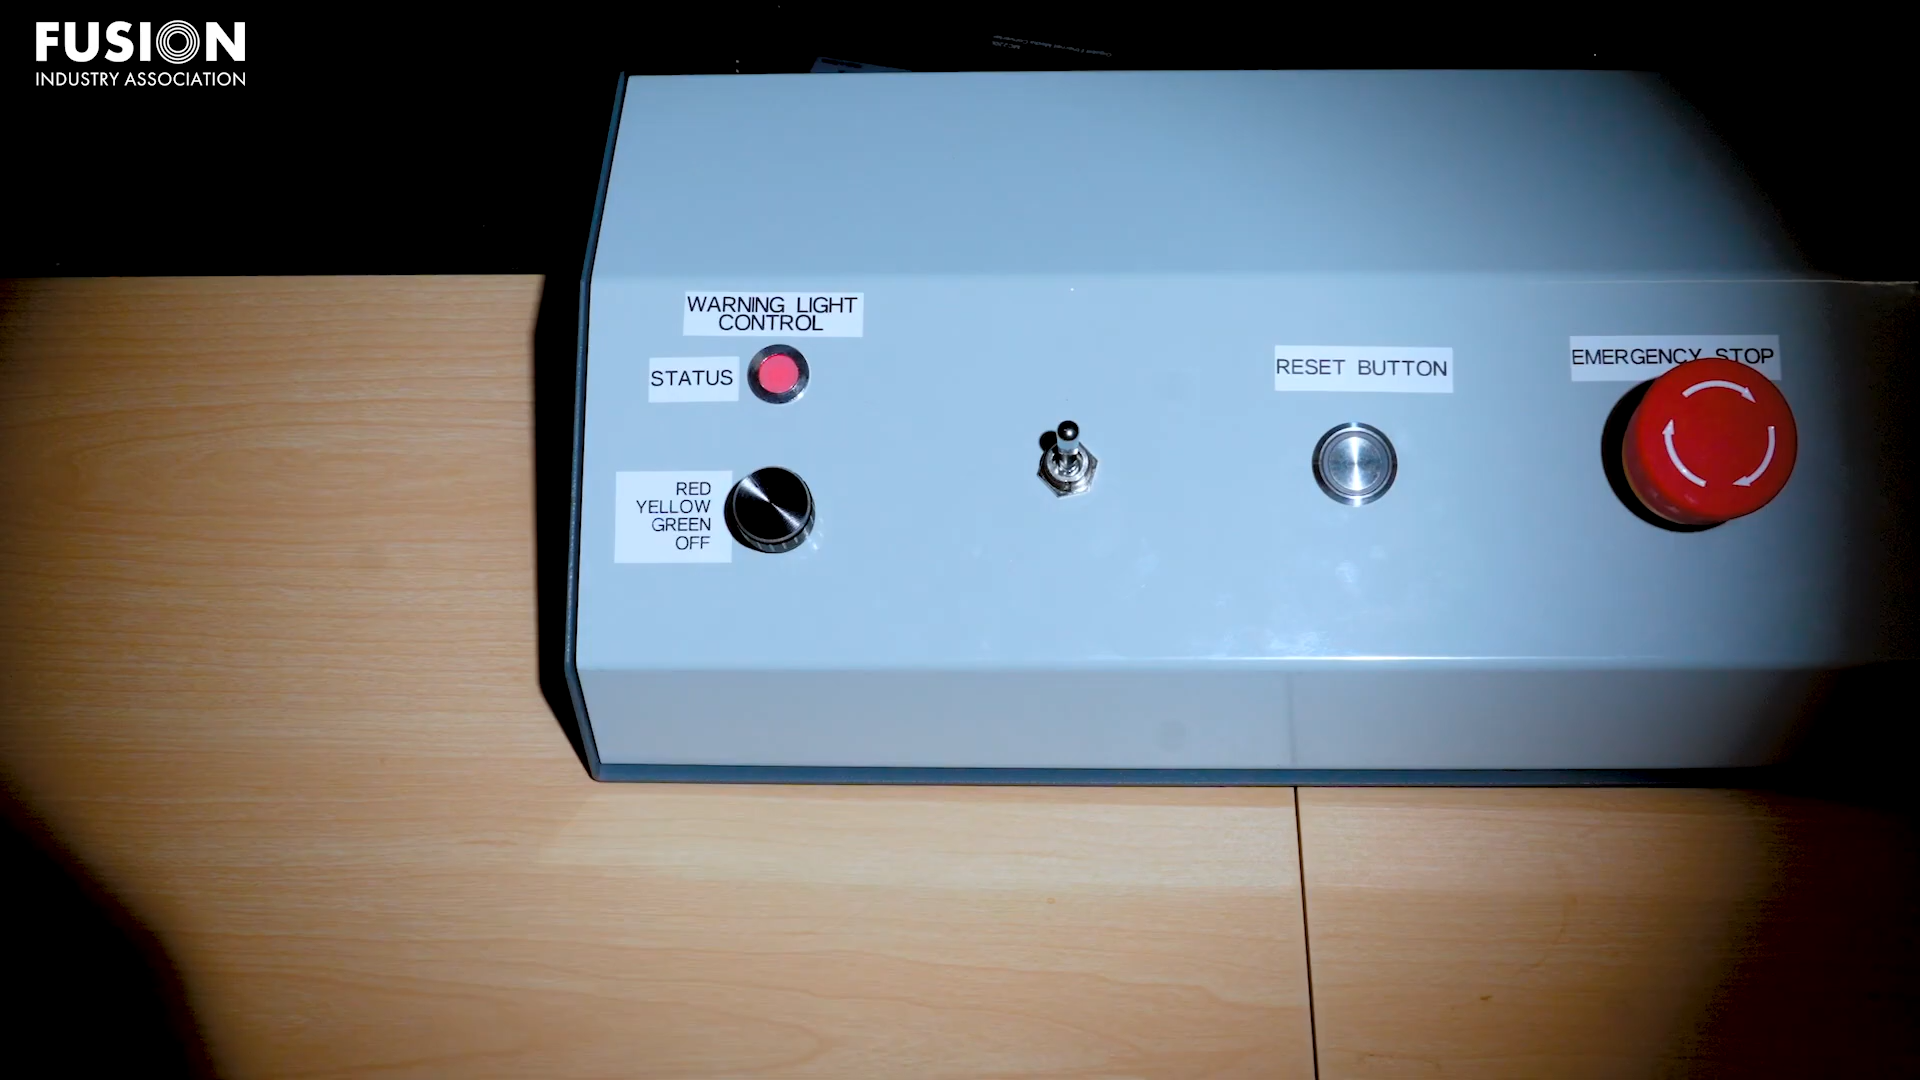 FUSION
INDUSTRY ASSOCIATION
WARNING LIGHT
CONTROL
STATUS
RED
YELLOW
GREEN
OFF
RESET BUTTON
EMERGENCY STOP